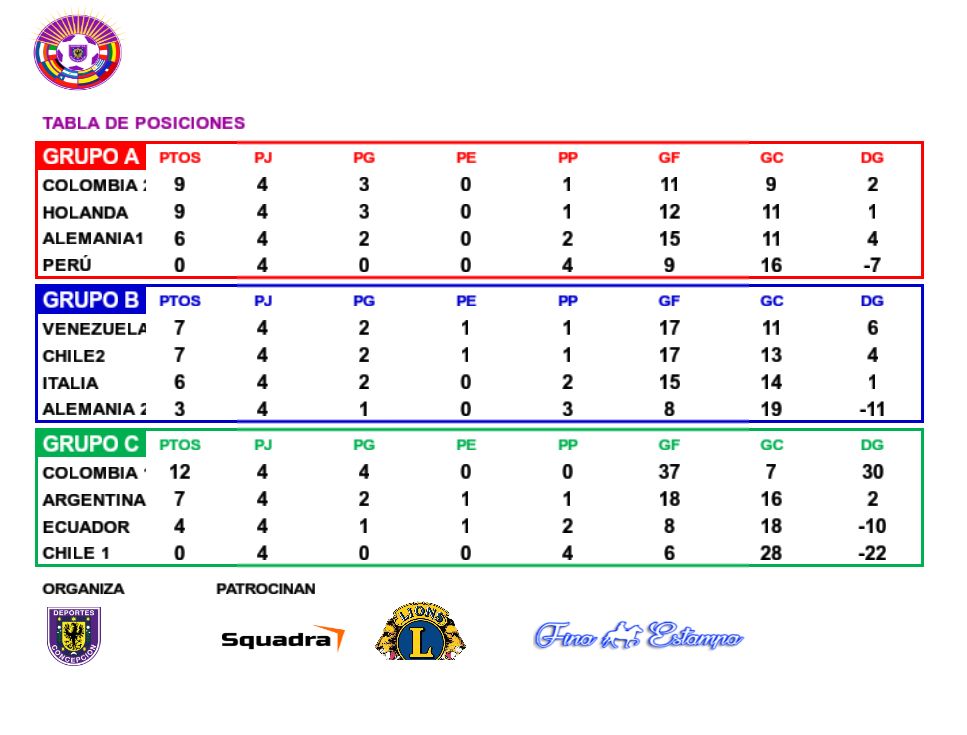 TABLA DE POSICIONES
GRUPO A PTOS PJ PG PE PP GF GC DG
COLOMBIA 2 9 4 3 0 1 11 9 2
HOLANDA 9 4 3 0 1 12 11 1
ALEMANIA1 6 4 2 0 2 15 11 4
PERÚ 0 4 0 0 4 9 16 -7
GRUPO B PTOS PJ PG PE PP GF GC DG
VENEZUELA 7 4 2 1 1 17 11 6
CHILE2 7 4 2 1 1 17 13 4
ITALIA 6 4 2 0 2 15 14 1
ALEMANIA 2 3 4 1 0 3 8 19 -11
GRUPO C PTOS PJ PG PE PP GF GC DG
COLOMBIA 1 12 4 4 0 0 37 7 30
ARGENTINA 7 4 2 1 1 18 16 2
ECUADOR 4 4 1 1 2 8 18 -10
CHILE 1 0 4 0 0 4 6 28 -22
ORGANIZA PATROCINAN
DEPORTES
CONCEPCION
Squadra
LIONS
L
Fino Estampo